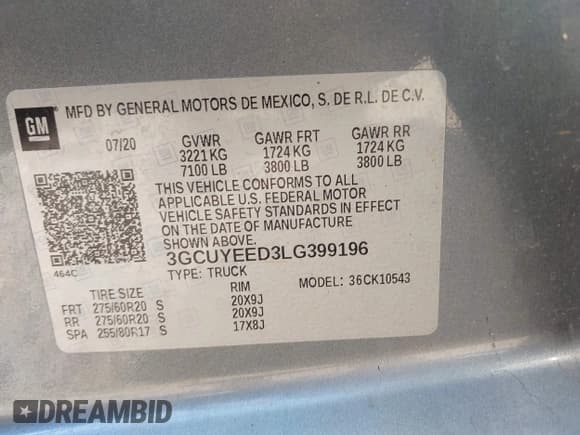 GM
MFD BY GENERAL MOTORS DE MEXICO, S. DE R.L. DE C.V.
07/20 GVWR GAWR FRT GAWR RR
3221 KG 1724 KG 1724 KG
7100 LB 3800 LB 3800 LB
THIS VEHICLE CONFORMS TO ALL
APPLICABLE U.S. FEDERAL MOTOR
VEHICLE SAFETY STANDARDS IN EFFECT
ON THE DATE OF MANUFACTURE
SHOWN ABOVE.
3GCUYEED3LG399196
464C
TYPE: TRUCK MODEL: 36CK10543
TIRE SIZE RIM
FRT 275/60R20 S 20X9J
RR 275/60R20 S 20X9J
SPA 255/80R17 S 17X8J
DREAMBID